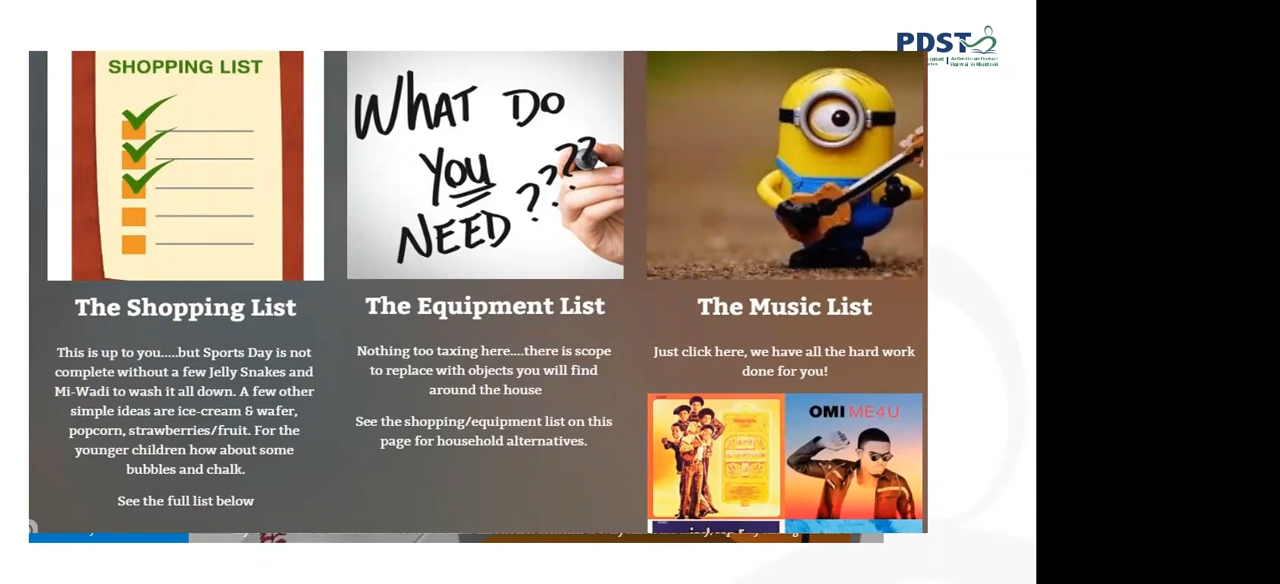 PDST
SHOPPING LIST
WHAT DO
YOU
NEED ????
The Shopping List
This is up to you.....but Sports Day is not
complete without a few Jelly Snakes and
Mi-Wadi to wash it all down. A few other
simple ideas are ice-cream & wafer,
popcorn, strawberries/fruit. For the
younger children how about some
bubbles and chalk.
See the full list below
The Equipment List
Nothing too taxing here....there is scope
to replace with objects you will find
around the house
See the shopping/equipment list on this
page for household alternatives.
The Music List
Just click here, we have all the hard work
done for you!
OMI ME4U